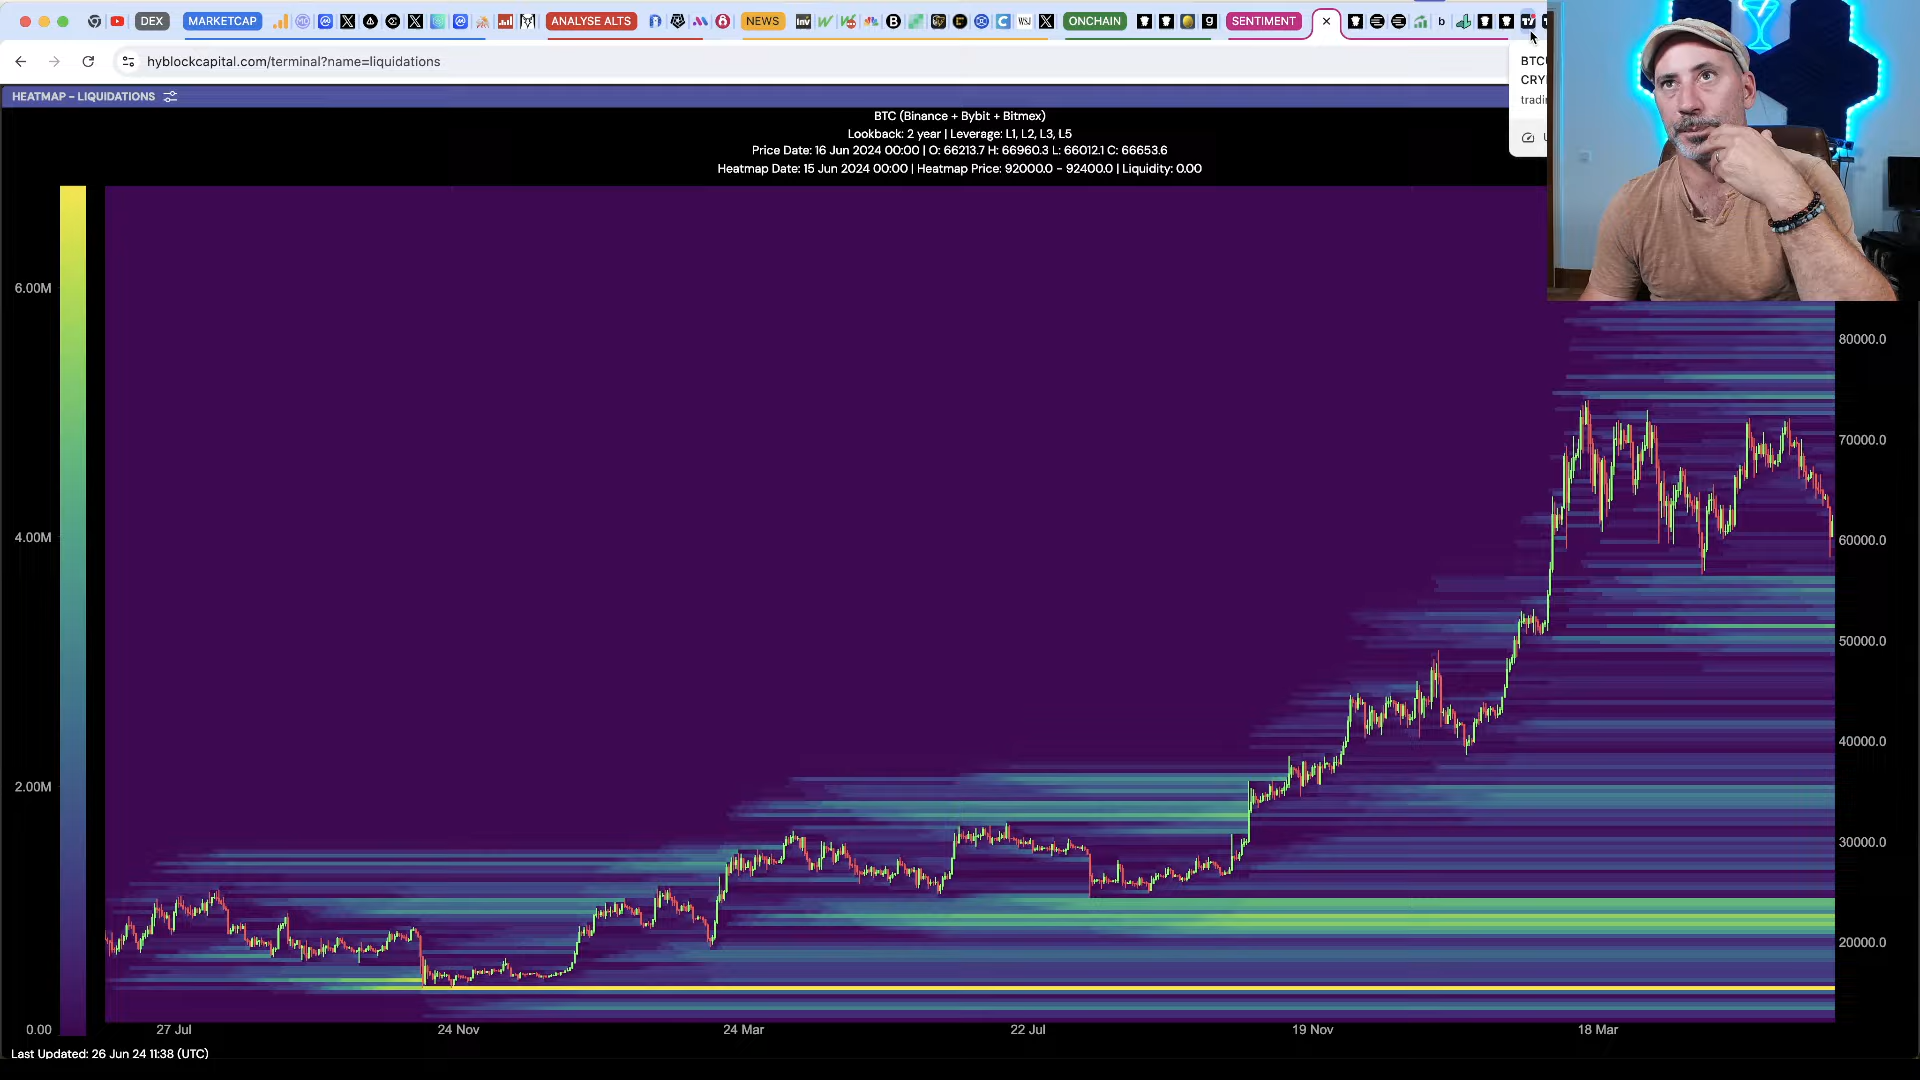 DEX
MARKETCAP
ANALYSE ALTS
NEWS
ONCHAIN
SENTIMENT
hyblockcapital.com/terminal?name=liquidations
HEATMAP - LIQUIDATIONS
BTC (Binance + Bybit + Bitmex)
Lookback: 2 year | Leverage: L1, L2, L3, L5
Price Date: 16 Jun 2024 00:00 | O: 66213.7 H: 66960.3 L: 66012.1 C: 66653.6
Heatmap Date: 15 Jun 2024 00:00 | Heatmap Price: 92000.0 - 92400.0 | Liquidity: 0.00
6.00M
4.00M
2.00M
0.00
80000.0
70000.0
60000.0
50000.0
40000.0
30000.0
20000.0
27 Jul
24 Nov
24 Mar
22 Jul
19 Nov
18 Mar
Last Updated: 26 Jun 24 11:38 (UTC)